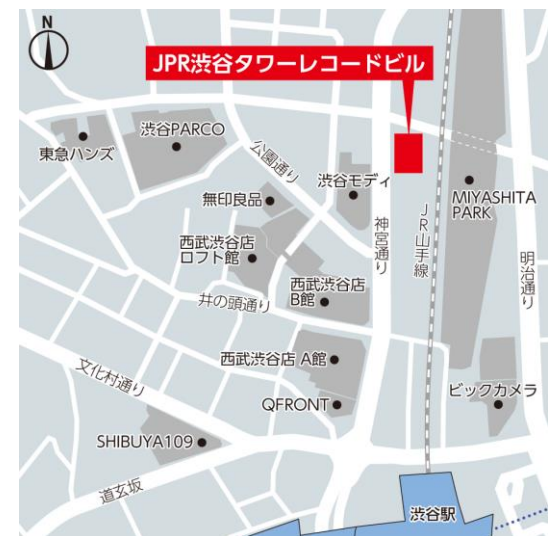 N
JPR渋谷タワーレコードビル
渋谷PARCO
東急ハンズ
公園通り
渋谷モディ
無印良品
神宮通り
JR山手線
MIYASHITA
PARK
明治通り
西武渋谷店
ロフト館
西武渋谷店
B館
井の頭通り
西武渋谷店 A館
文化村通り
QFRONT
ビックカメラ
SHIBUYA109
道玄坂
渋谷駅